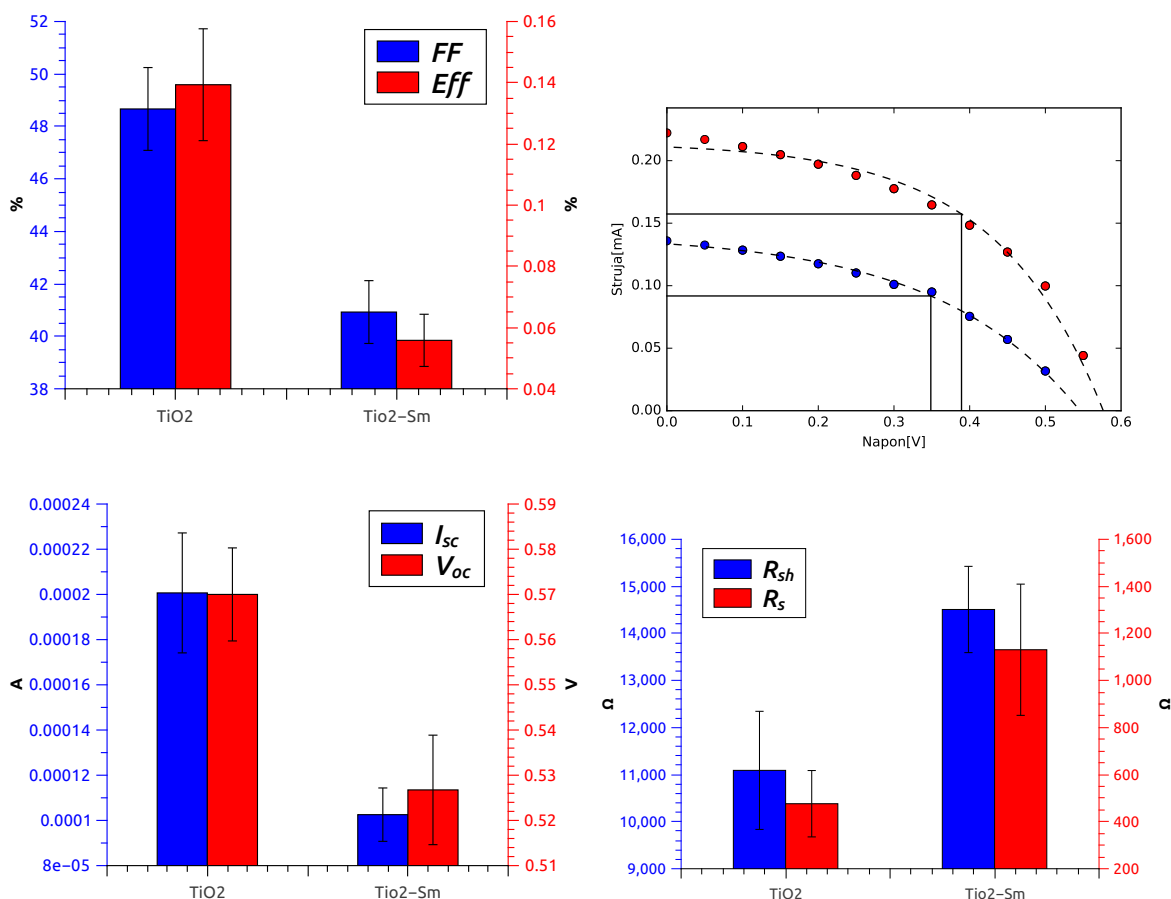 52
50
48
46
44
42
40
38
%
FF
Eff
0.16
0.14
0.12
0.1
0.08
0.06
0.04
%
TiO2
Tio2-Sm
0.20
0.15
0.10
0.05
0.00
Struja[mA]
0.0 0.1 0.2 0.3 0.4 0.5 0.6
Napon[V]
0.00024
0.00022
0.0002
0.00018
0.00016
0.00014
0.00012
0.0001
8e-05
A
I_sc
V_oc
0.59
0.58
0.57
0.56
0.55
0.54
0.53
0.52
0.51
V
TiO2
Tio2-Sm
16,000
15,000
14,000
13,000
12,000
11,000
10,000
9,000
Ω
R_sh
R_s
1,600
1,400
1,200
1,000
800
600
400
200
Ω
TiO2
Tio2-Sm